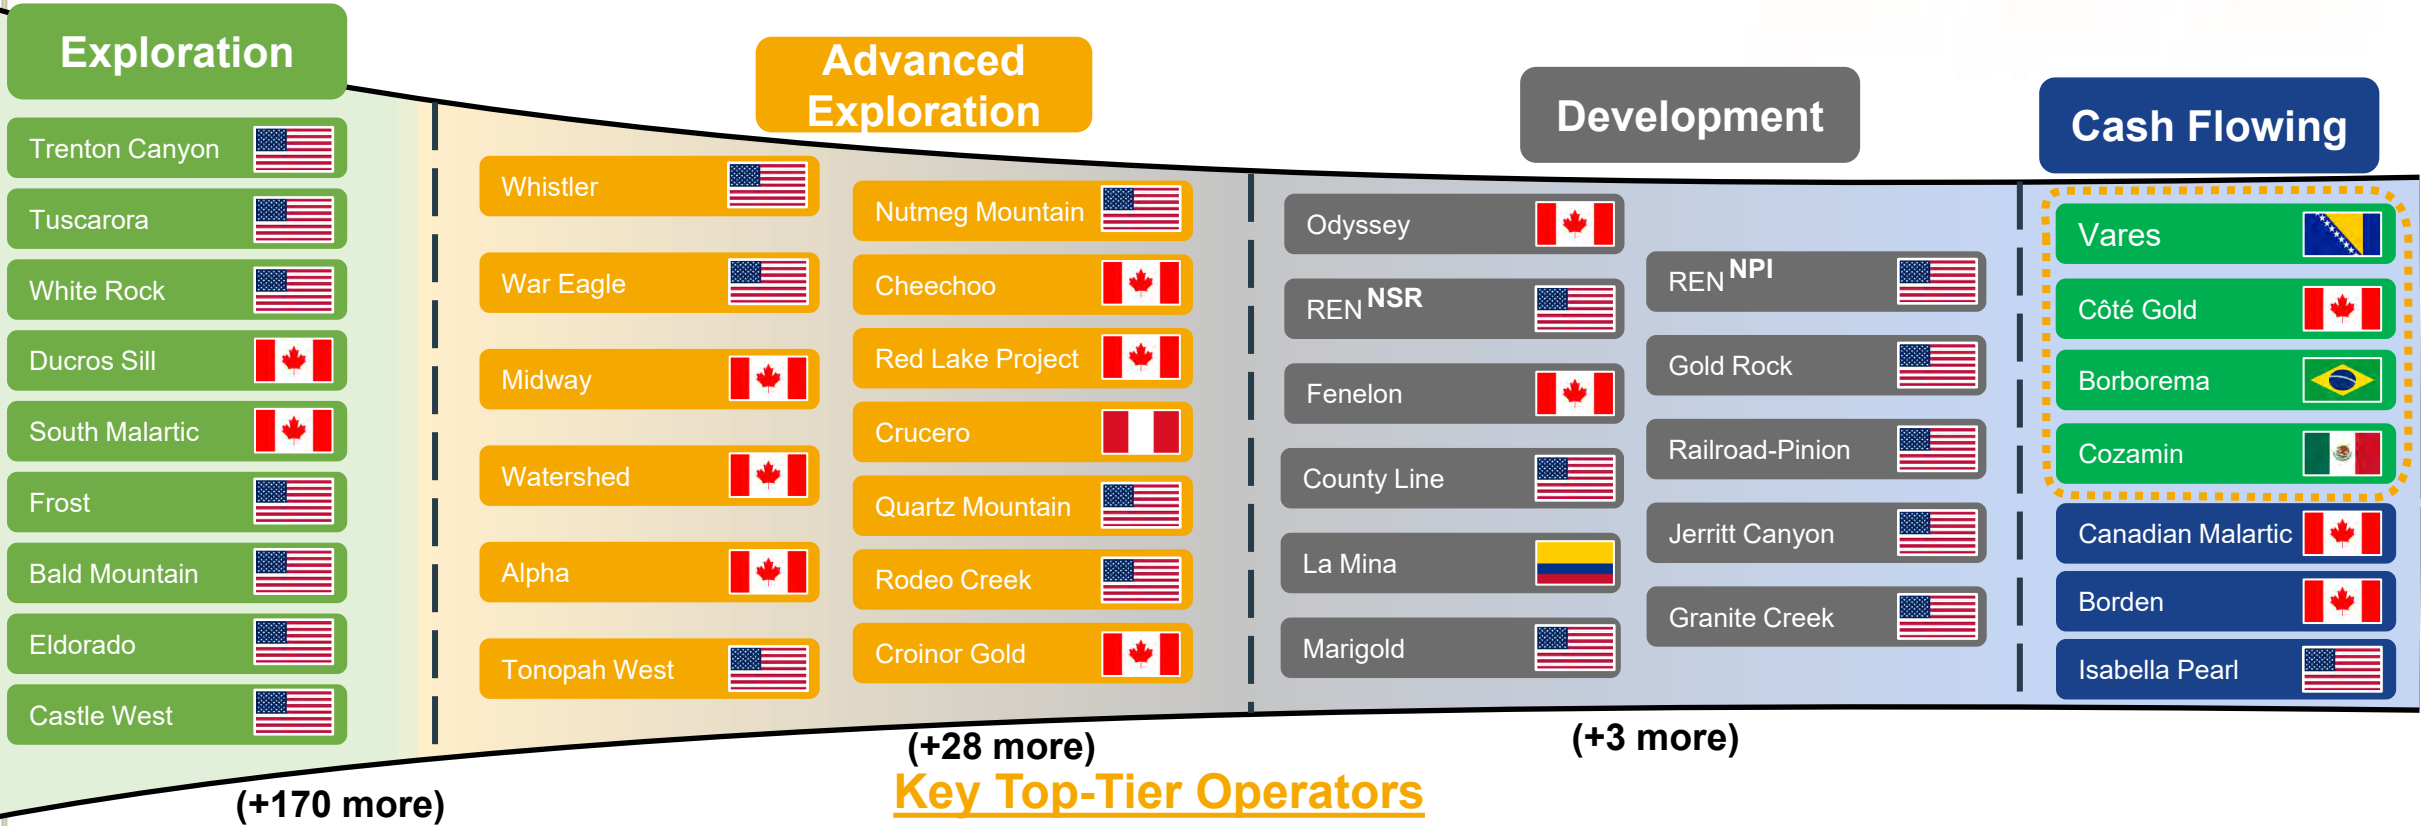 Exploration
Trenton Canyon
Tuscarora
White Rock
Ducros Sill
South Malartic
Frost
Bald Mountain
Eldorado
Castle West
(+170 more)
Advanced
Exploration
Whistler
War Eagle
Midway
Watershed
Alpha
Tonopah West
Nutmeg Mountain
Cheechoo
Red Lake Project
Crucero
Quartz Mountain
Rodeo Creek
Croinor Gold
(+28 more)
Development
Odyssey
REN NSR
Fenelon
County Line
La Mina
Marigold
REN NPI
Gold Rock
Railroad-Pinion
Jerritt Canyon
Granite Creek
(+3 more)
Cash Flowing
Vares
Côté Gold
Borborema
Cozamin
Canadian Malartic
Borden
Isabella Pearl
Key Top-Tier Operators